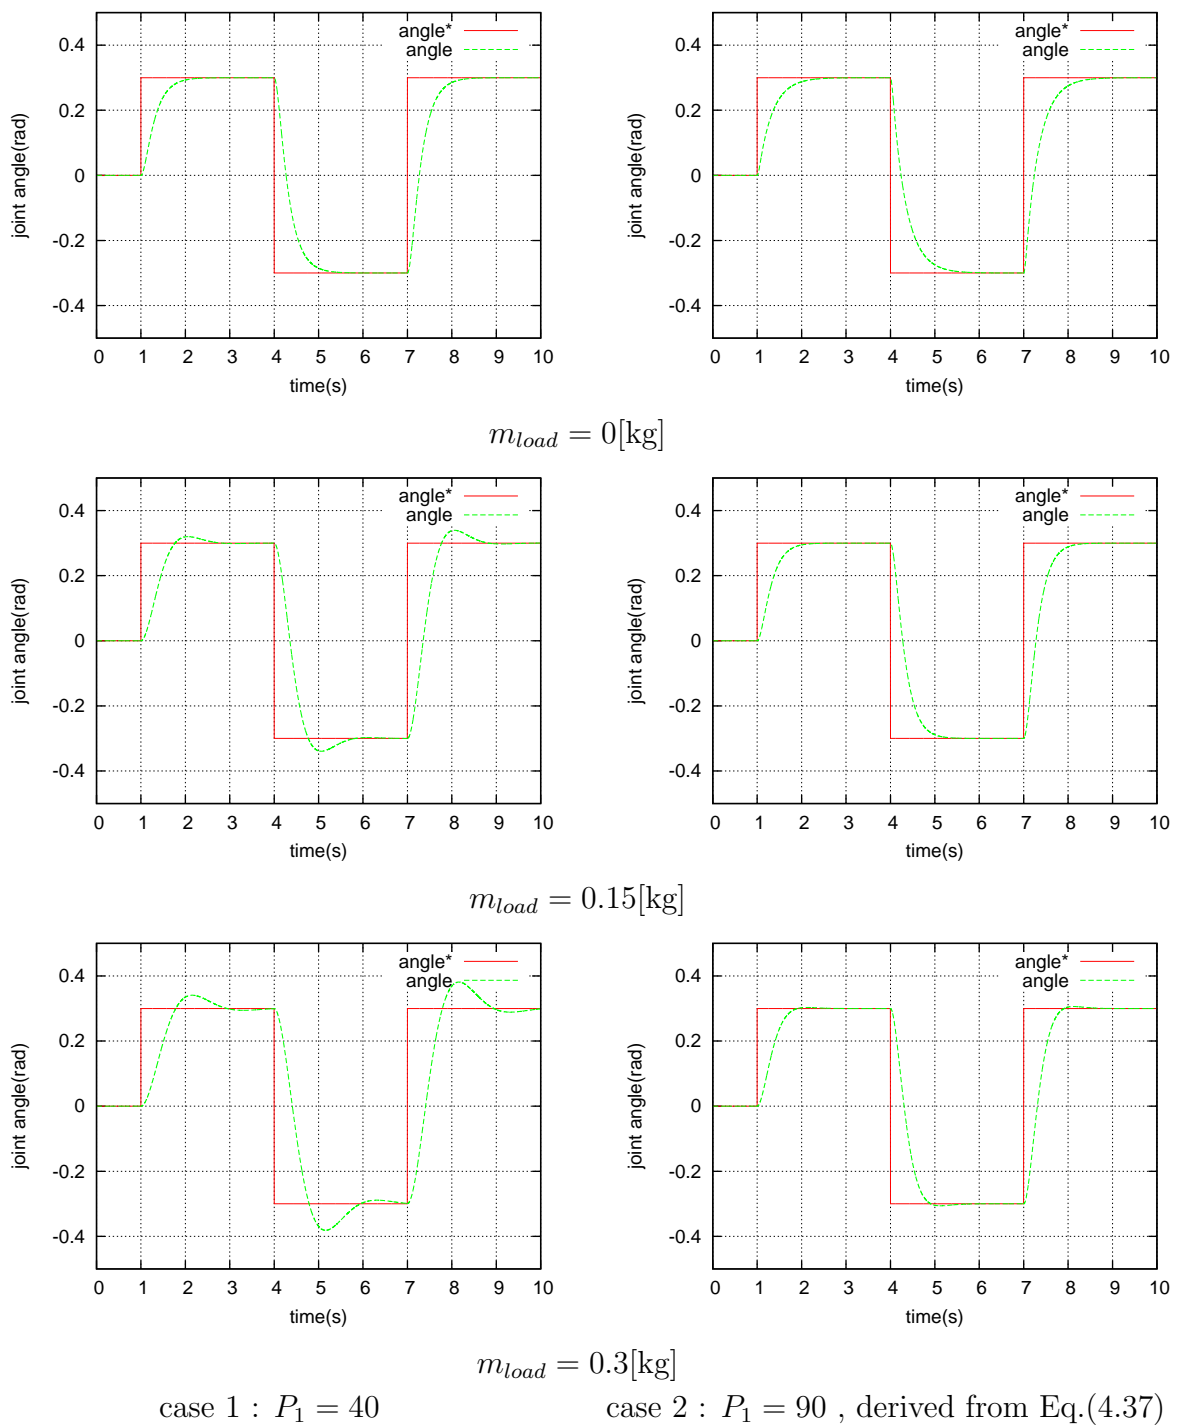 angle*
angle
0.4
0.2
0
-0.2
-0.4
joint angle(rad)
0 1 2 3 4 5 6 7 8 9 10
time(s)
angle*
angle
0.4
0.2
0
-0.2
-0.4
joint angle(rad)
0 1 2 3 4 5 6 7 8 9 10
time(s)
m_{load} = 0[kg]
angle*
angle
0.4
0.2
0
-0.2
-0.4
joint angle(rad)
0 1 2 3 4 5 6 7 8 9 10
time(s)
angle*
angle
0.4
0.2
0
-0.2
-0.4
joint angle(rad)
0 1 2 3 4 5 6 7 8 9 10
time(s)
m_{load} = 0.15[kg]
angle*
angle
0.4
0.2
0
-0.2
-0.4
joint angle(rad)
0 1 2 3 4 5 6 7 8 9 10
time(s)
angle*
angle
0.4
0.2
0
-0.2
-0.4
joint angle(rad)
0 1 2 3 4 5 6 7 8 9 10
time(s)
m_{load} = 0.3[kg]
case 1 : P_1 = 40
case 2 : P_1 = 90 , derived from Eq.(4.37)